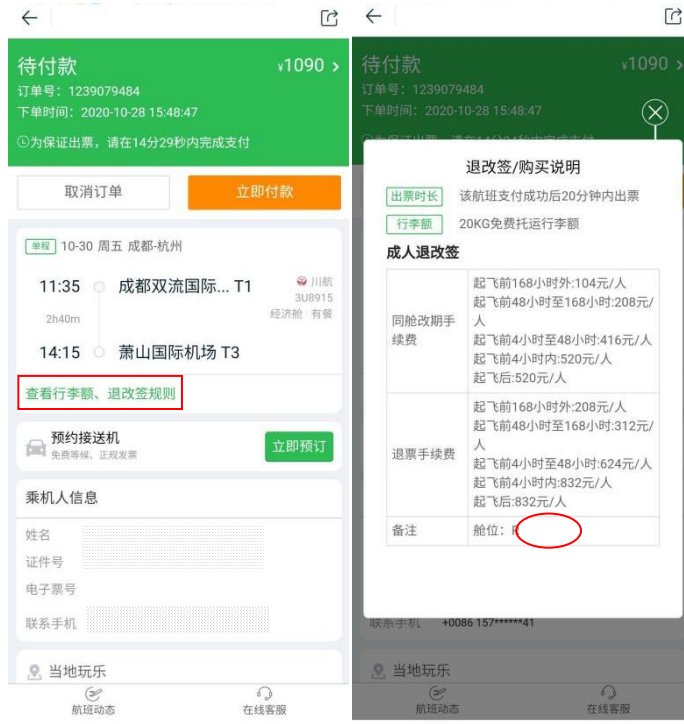 待付款
¥1090 >
订单号：1239079484
下单时间：2020-10-28 15:48:47
为保证出票，请在14分29秒内完成支付
取消订单
立即付款
单程 10-30 周五 成都-杭州
11:35 成都双流国际... T1
川航
3U8915
2h40m
经济舱 有餐
14:15 萧山国际机场 T3
查看行李额、退改签规则
预约接送机
免费等候、正规发票
立即预订
乘机人信息
姓名
证件号
电子票号
联系手机
当地玩乐
航班动态
在线客服
待付款
¥1090 >
订单号：1239079484
下单时间：2020-10-28 15:48:47
退改签/购买说明
出票时长 该航班支付成功后20分钟内出票
行李额 20KG免费托运行李额
成人退改签
同舱改期手
续费
起飞前168小时外:104元/人
起飞前48小时至168小时:208元/
人
起飞前4小时至48小时:416元/人
起飞前4小时内:520元/人
起飞后:520元/人
退票手续费
起飞前168小时外:208元/人
起飞前48小时至168小时:312元/
人
起飞前4小时至48小时:624元/人
起飞前4小时内:832元/人
起飞后:832元/人
备注
舱位：
联系手机 +0086 157******41
当地玩乐
航班动态
在线客服